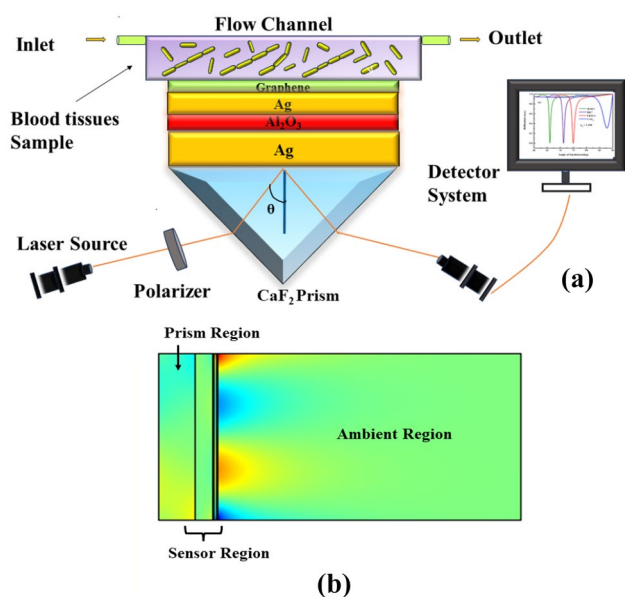 Flow Channel
Inlet
Outlet
Graphene
Ag
Al₂O₃
Ag
Blood tissues
Sample
Detector
System
θ
Laser Source
Polarizer
CaF₂ Prism
(a)
Prism Region
Ambient Region
Sensor Region
(b)